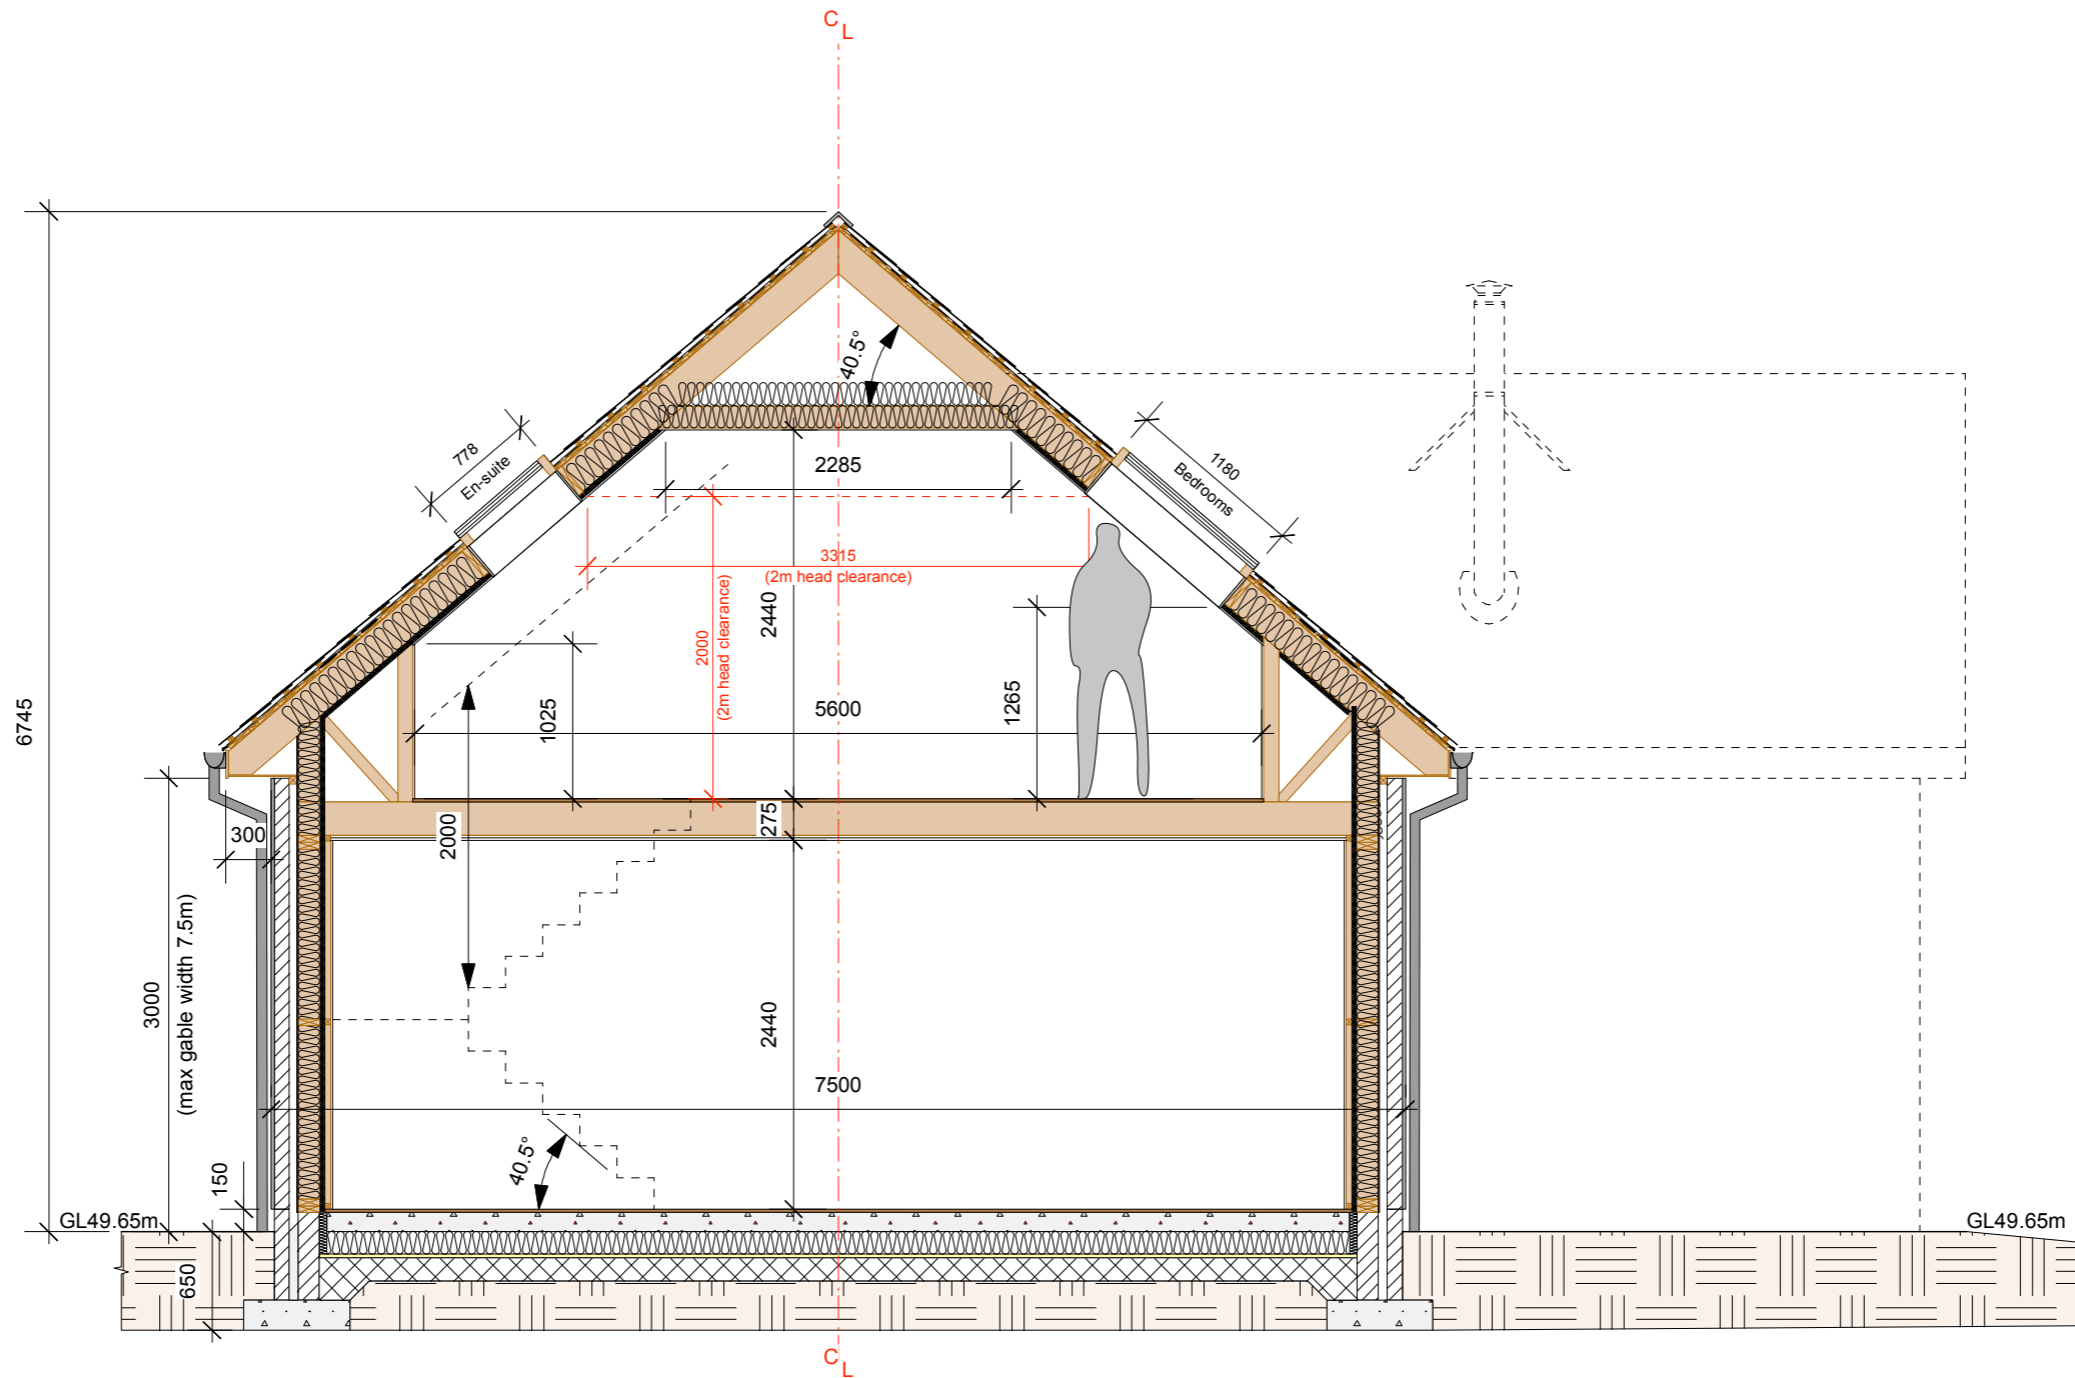 C L
6745
40.5°
778
En-suite
1180
Bedrooms
2285
3315
(2m head clearance)
2440
2000
(2m head clearance)
1025
1265
5600
275
2000
300
3000
(max gable width 7.5m)
2440
7500
40.5°
150
GL49.65m
GL49.65m
650
C L